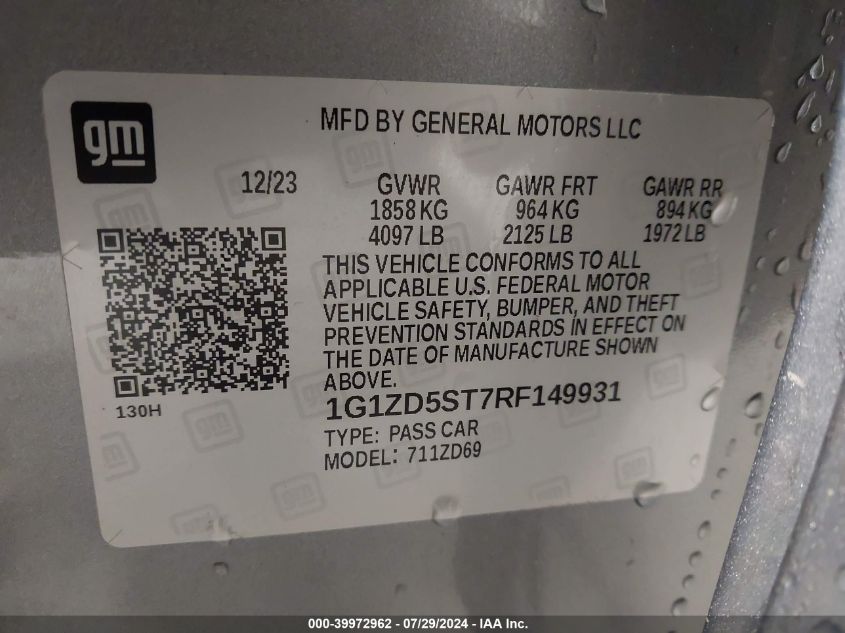 gm
MFD BY GENERAL MOTORS LLC
12/23 GVWR GAWR FRT GAWR RR
1858 KG 964 KG 894 KG
4097 LB 2125 LB 1972 LB
THIS VEHICLE CONFORMS TO ALL
APPLICABLE U.S. FEDERAL MOTOR
VEHICLE SAFETY, BUMPER, AND THEFT
PREVENTION STANDARDS IN EFFECT ON
THE DATE OF MANUFACTURE SHOWN
ABOVE.
130H
1G1ZD5ST7RF149931
TYPE: PASS CAR
MODEL: 711ZD69
000-39972962 / 07/29/2024 - IAA Inc.